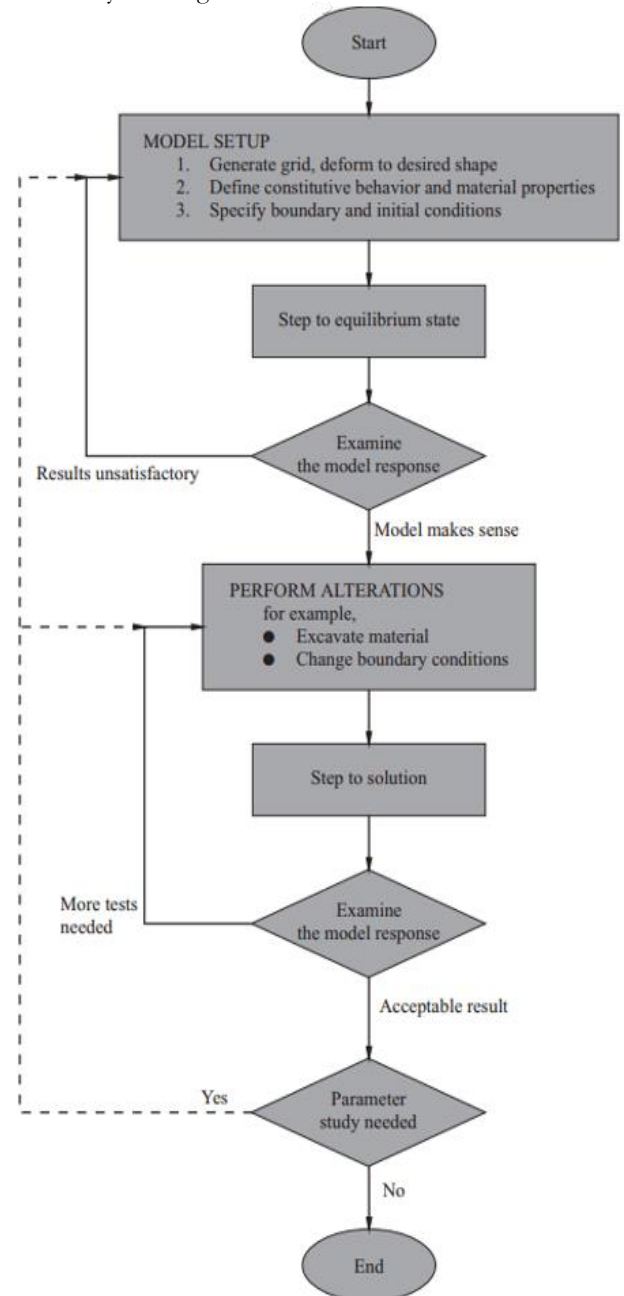 Start
MODEL SETUP
1. Generate grid, deform to desired shape
2. Define constitutive behavior and material properties
3. Specify boundary and initial conditions
Step to equilibrium state
Examine
the model response
Results unsatisfactory
Model makes sense
PERFORM ALTERATIONS
for example,
● Excavate material
● Change boundary conditions
Step to solution
Examine
the model response
More tests
needed
Acceptable result
Parameter
study needed
Yes
No
End